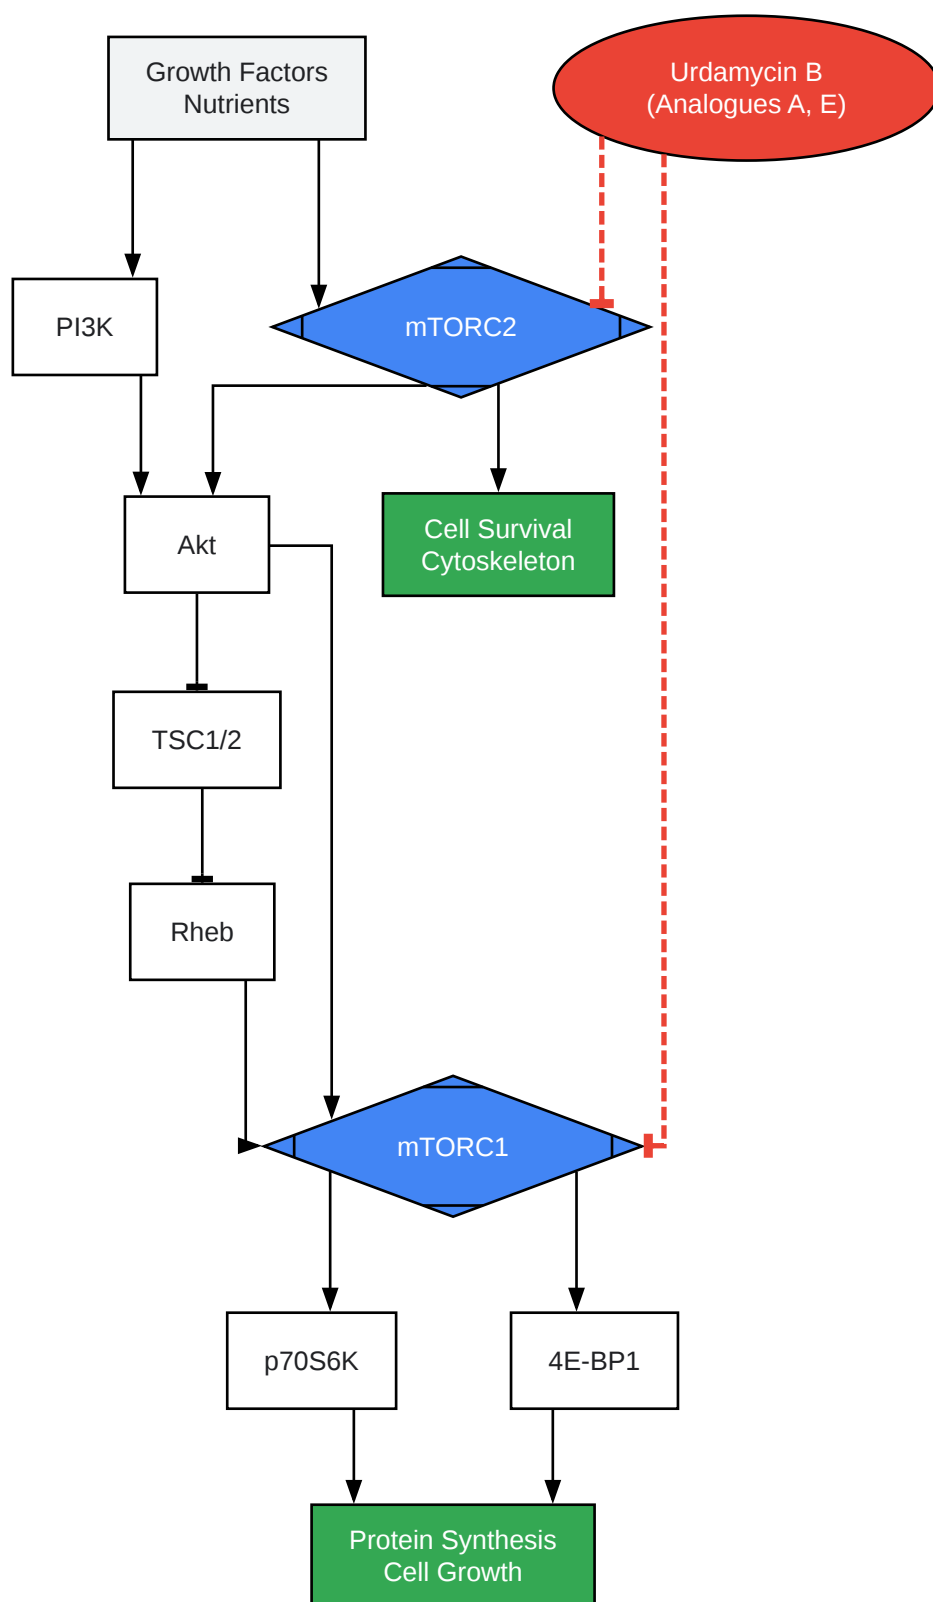 Growth Factors
Nutrients
Urdamycin B
(Analogues A, E)
PI3K
mTORC2
Akt
Cell Survival
Cytoskeleton
TSC1/2
Rheb
mTORC1
p70S6K
4E-BP1
Protein Synthesis
Cell Growth